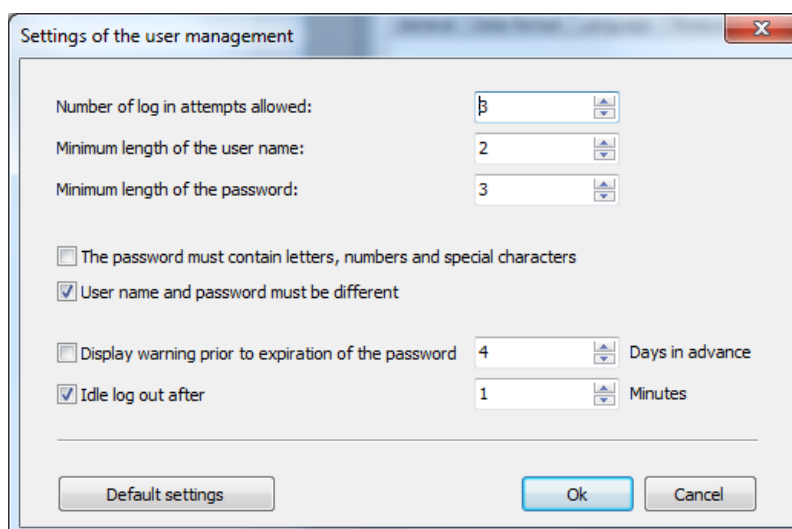 Settings of the user management
Number of log in attempts allowed: 3
Minimum length of the user name: 2
Minimum length of the password: 3
The password must contain letters, numbers and special characters
User name and password must be different
Display warning prior to expiration of the password 4 Days in advance
Idle log out after 1 Minutes
Default settings Ok Cancel